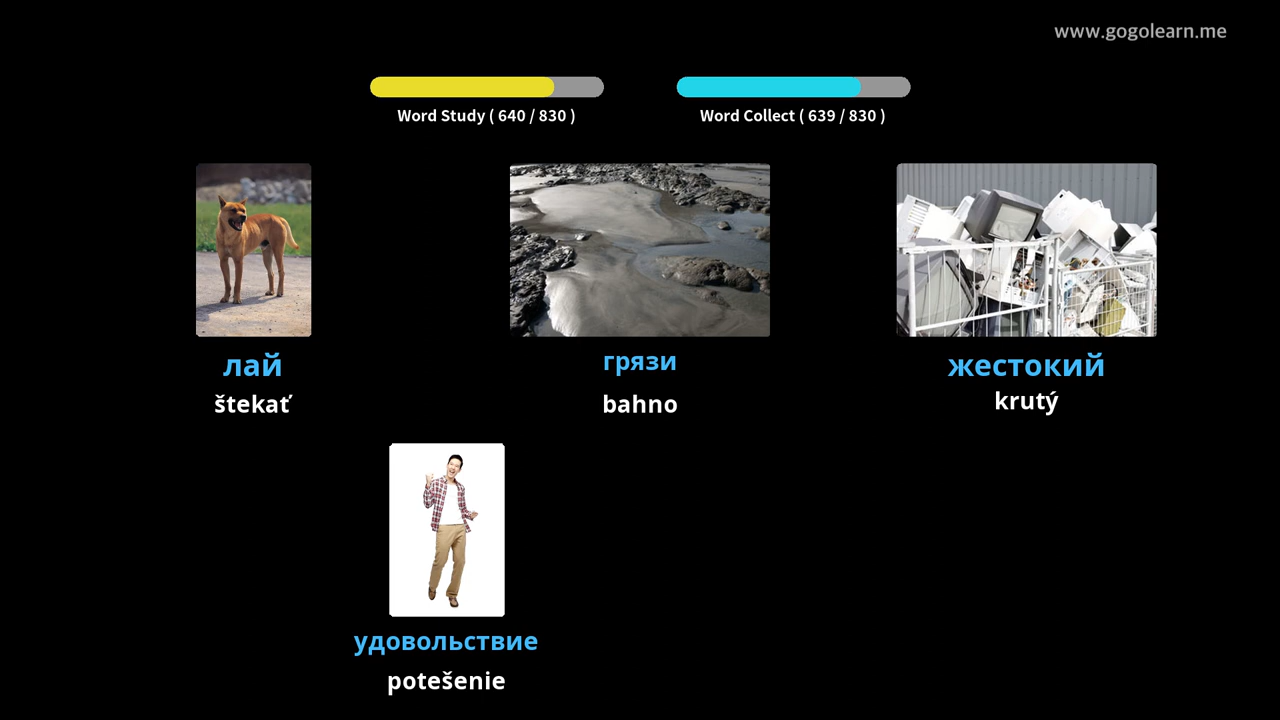 www.gogolearn.me
Word Study ( 640 / 830 )
Word Collect ( 639 / 830 )
лай
štekať
грязи
bahno
жестокий
krutý
удовольствие
potešenie